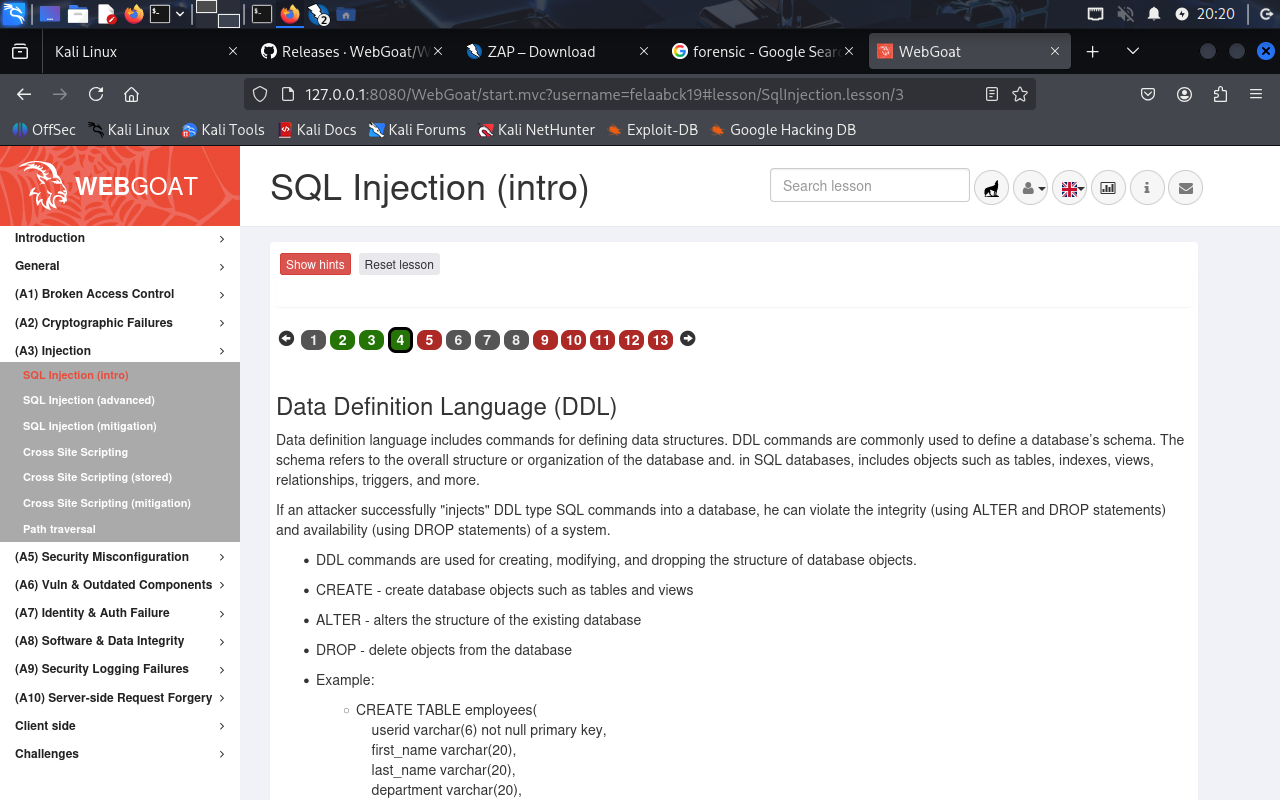 20:20
Kali Linux
Releases · WebGoat/W
ZAP – Download
forensic - Google Sear
WebGoat
127.0.0.1:8080/WebGoat/start.mvc?username=felaabck19#lesson/SqlInjection.lesson/3
OffSec
Kali Linux
Kali Tools
Kali Docs
Kali Forums
Kali NetHunter
Exploit-DB
Google Hacking DB
WEBGOAT
SQL Injection (intro)
Search lesson
Introduction
General
(A1) Broken Access Control
(A2) Cryptographic Failures
(A3) Injection
SQL Injection (intro)
SQL Injection (advanced)
SQL Injection (mitigation)
Cross Site Scripting
Cross Site Scripting (stored)
Cross Site Scripting (mitigation)
Path traversal
(A5) Security Misconfiguration
(A6) Vuln & Outdated Components
(A7) Identity & Auth Failure
(A8) Software & Data Integrity
(A9) Security Logging Failures
(A10) Server-side Request Forgery
Client side
Challenges
Show hints
Reset lesson
1 2 3 4 5 6 7 8 9 10 11 12 13
Data Definition Language (DDL)
Data definition language includes commands for defining data structures. DDL commands are commonly used to define a database's schema. The
schema refers to the overall structure or organization of the database and. in SQL databases, includes objects such as tables, indexes, views,
relationships, triggers, and more.
If an attacker successfully "injects" DDL type SQL commands into a database, he can violate the integrity (using ALTER and DROP statements)
and availability (using DROP statements) of a system.
• DDL commands are used for creating, modifying, and dropping the structure of database objects.
• CREATE - create database objects such as tables and views
• ALTER - alters the structure of the existing database
• DROP - delete objects from the database
• Example:
◦ CREATE TABLE employees(
userid varchar(6) not null primary key,
first_name varchar(20),
last_name varchar(20),
department varchar(20),